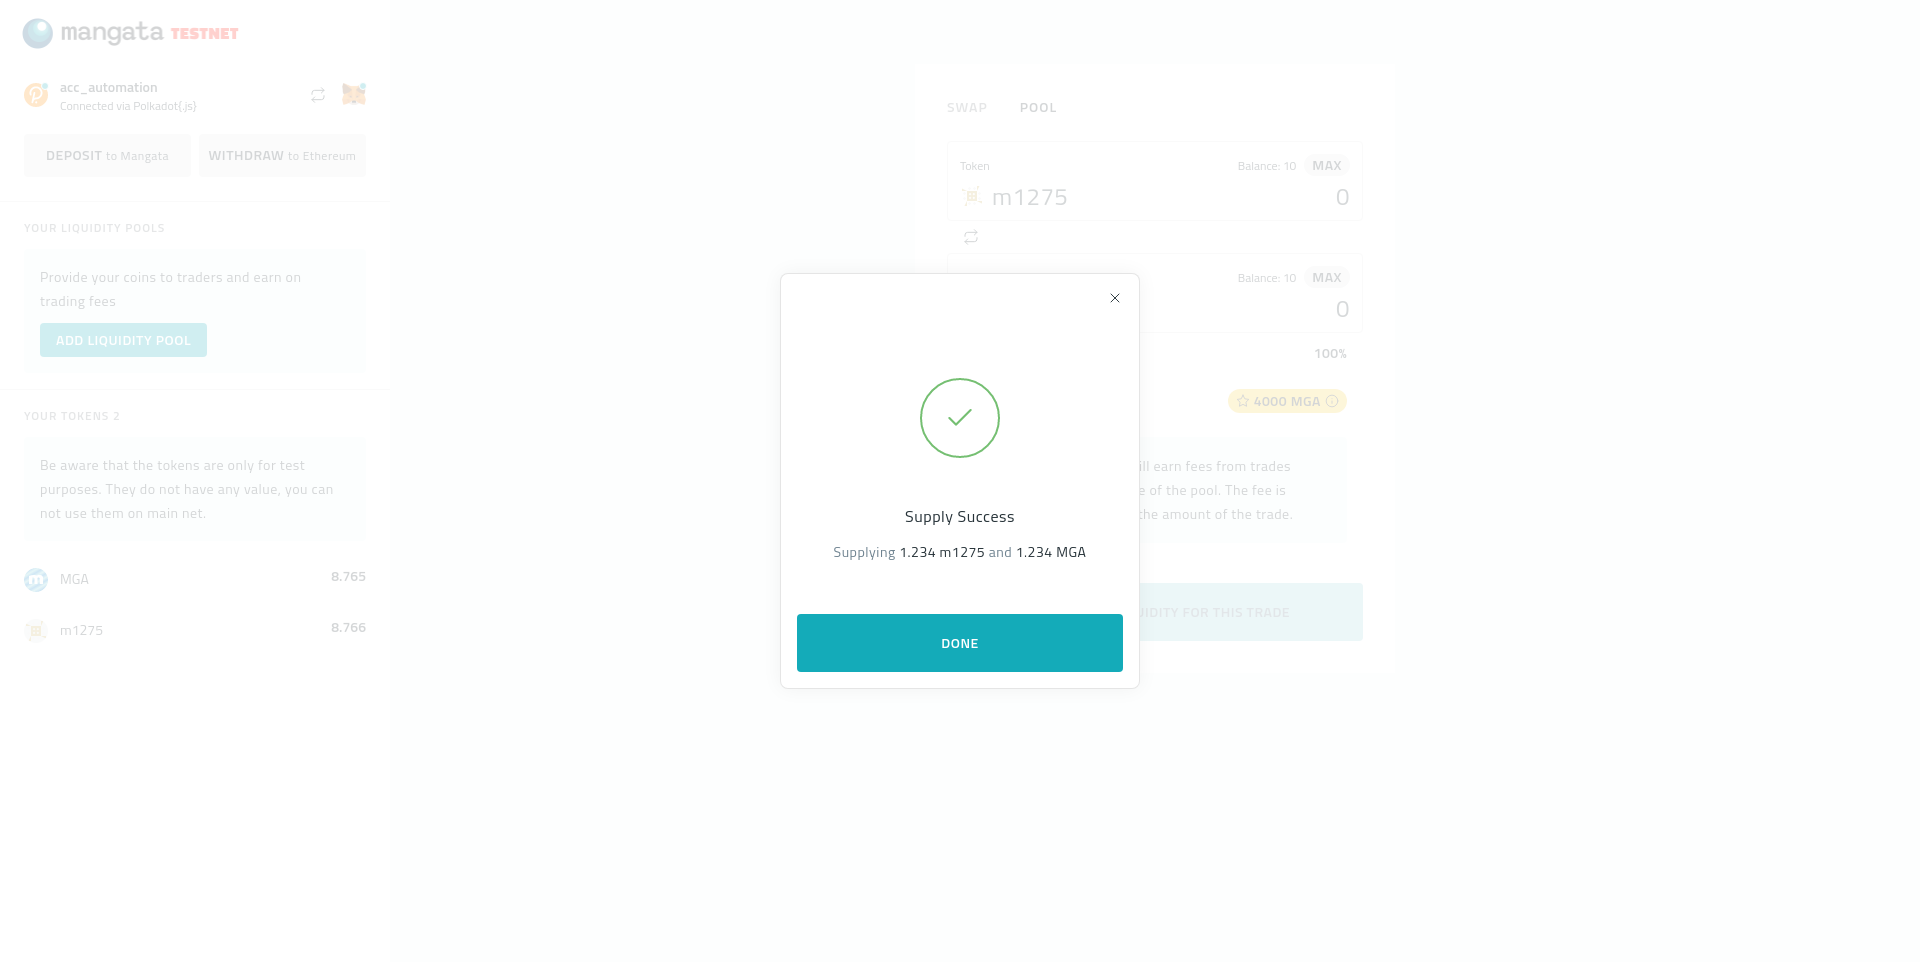 mangata TESTNET
acc_automation
Connected via Polkadot{.js}
DEPOSIT to Mangata
WITHDRAW to Ethereum
YOUR LIQUIDITY POOLS
Provide your coins to traders and earn on
trading fees
ADD LIQUIDITY POOL
YOUR TOKENS 2
Be aware that the tokens are only for test
purposes. They do not have any value, you can
not use them on main net.
MGA 8.765
m1275 8.766
SWAP POOL
Token Balance: 10 MAX
m1275 0
Balance: 10 MAX
0
100%
4000 MGA
ill earn fees from trades
e of the pool. The fee is
the amount of the trade.
UIDITY FOR THIS TRADE
Supply Success
Supplying 1.234 m1275 and 1.234 MGA
DONE